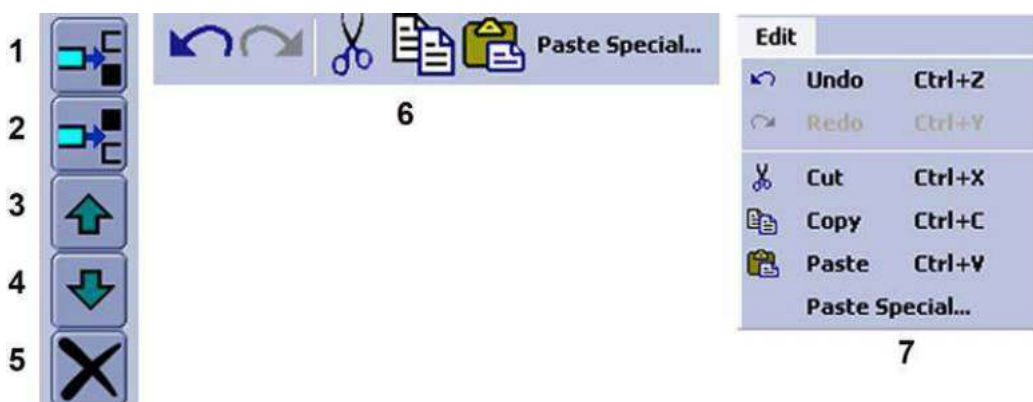 1
2
3
4
5
Paste Special...
6
Edit
Undo Ctrl+Z
Redo Ctrl+Y
Cut Ctrl+X
Copy Ctrl+C
Paste Ctrl+V
Paste Special...
7